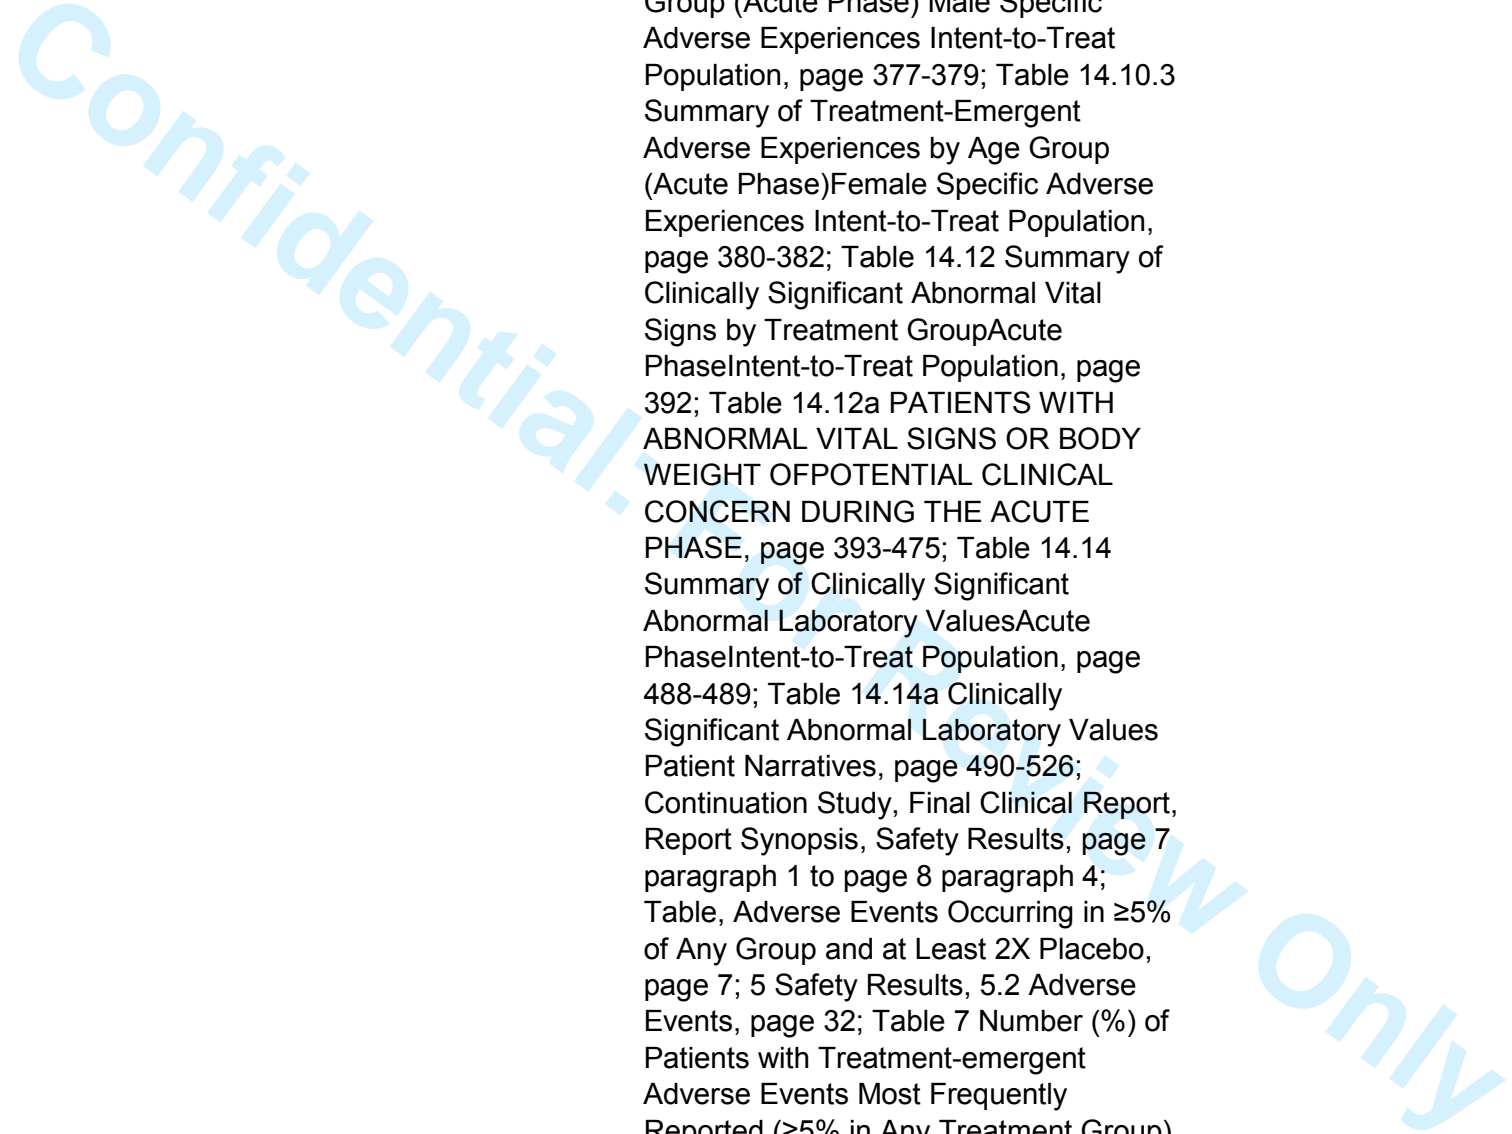 Group (Acute Phase) Male Specific
Adverse Experiences Intent-to-Treat
Population, page 377-379; Table 14.10.3
Summary of Treatment-Emergent
Adverse Experiences by Age Group
(Acute Phase)Female Specific Adverse
Experiences Intent-to-Treat Population,
page 380-382; Table 14.12 Summary of
Clinically Significant Abnormal Vital
Signs by Treatment GroupAcute
PhaseIntent-to-Treat Population, page
392; Table 14.12a PATIENTS WITH
ABNORMAL VITAL SIGNS OR BODY
WEIGHT OFPOTENTIAL CLINICAL
CONCERN DURING THE ACUTE
PHASE, page 393-475; Table 14.14
Summary of Clinically Significant
Abnormal Laboratory ValuesAcute
PhaseIntent-to-Treat Population, page
488-489; Table 14.14a Clinically
Significant Abnormal Laboratory Values
Patient Narratives, page 490-526;
Continuation Study, Final Clinical Report,
Report Synopsis, Safety Results, page 7
paragraph 1 to page 8 paragraph 4;
Table, Adverse Events Occurring in ≥5%
of Any Group and at Least 2X Placebo,
page 7; 5 Safety Results, 5.2 Adverse
Events, page 32; Table 7 Number (%) of
Patients with Treatment-emergent
Adverse Events Most Frequently
Reported (≥5% in Any Treatment Group)
Confidential: For Review Only